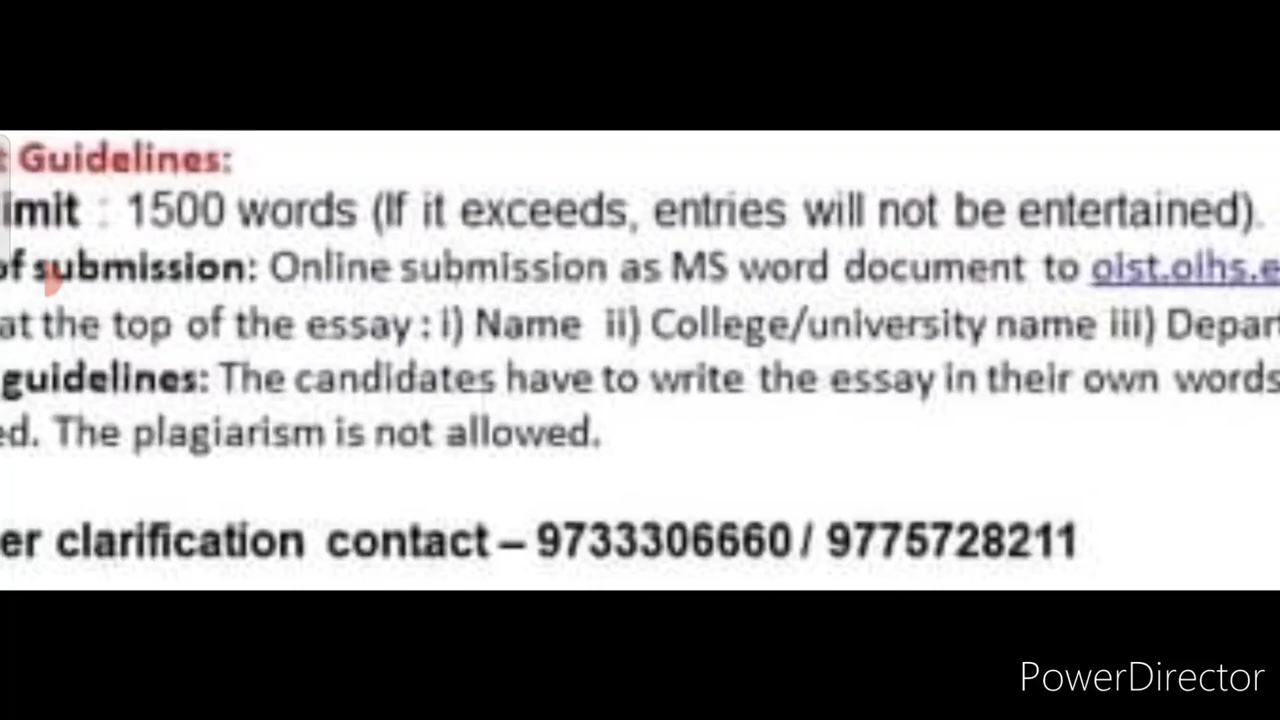 t Guidelines:
imit : 1500 words (If it exceeds, entries will not be entertained).
of submission: Online submission as MS word document to oist.oihs.e
at the top of the essay : i) Name ii) College/university name iii) Depar
guidelines: The candidates have to write the essay in their own words
ed. The plagiarism is not allowed.
er clarification contact – 9733306660 / 9775728211
PowerDirector